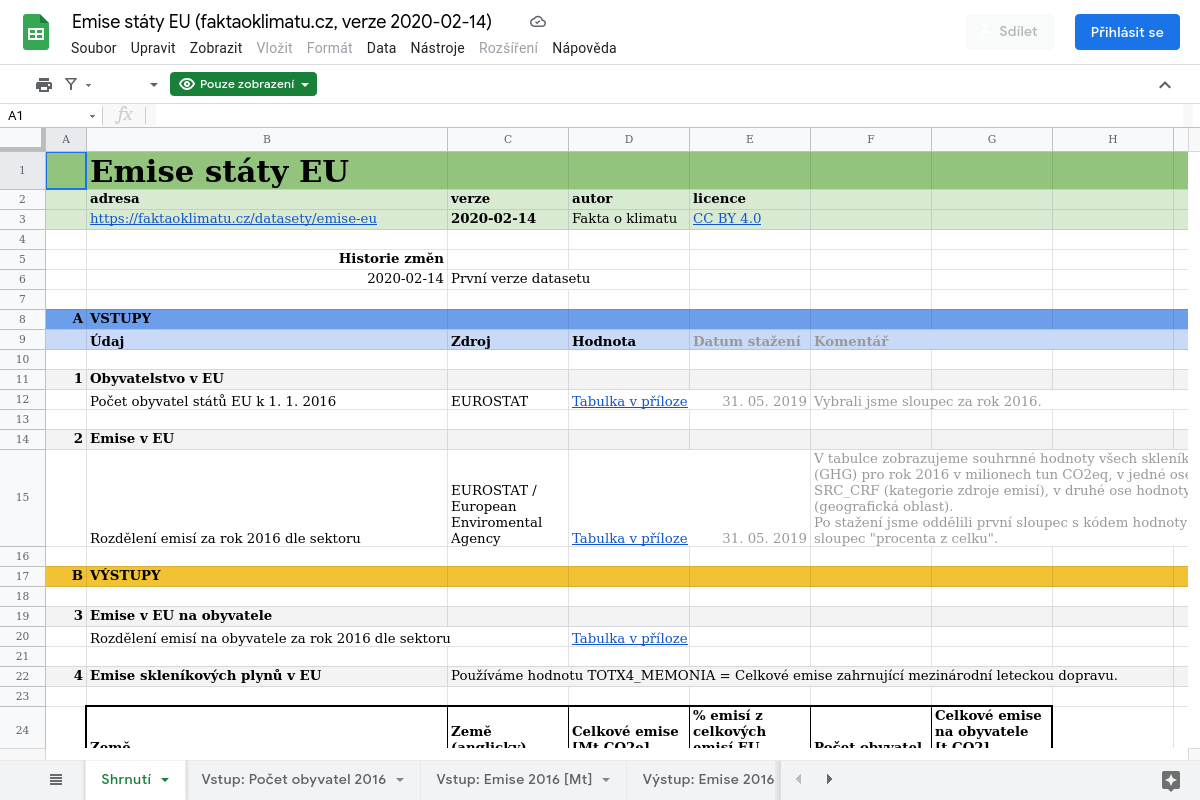 Emise státy EU (faktaoklimatu.cz, verze 2020-02-14)
Soubor Upravit Zobrazit Vložit Formát Data Nástroje Rozšíření Nápověda
Sdílet
Přihlásit se
Pouze zobrazení
A1
fx
A B C D E F G H
1 Emise státy EU
2 adresa verze autor licence
3 https://faktaoklimatu.cz/datasety/emise-eu 2020-02-14 Fakta o klimatu CC BY 4.0
4
5 Historie změn
6 2020-02-14 První verze datasetu
7
8 A VSTUPY
9 Údaj Zdroj Hodnota Datum stažení Komentář
10
11 1 Obyvatelstvo v EU
12 Počet obyvatel států EU k 1. 1. 2016 EUROSTAT Tabulka v příloze 31. 05. 2019 Vybrali jsme sloupec za rok 2016.
13
14 2 Emise v EU
V tabulce zobrazujeme souhrnné hodnoty všech skleník
(GHG) pro rok 2016 v milionech tun CO2eq, v jedné ose
EUROSTAT / SRC_CRF (kategorie zdroje emisí), v druhé ose hodnoty
15 European (geografická oblast).
Enviromental Po stažení jsme oddělili první sloupec s kódem hodnoty
Rozdělení emisí za rok 2016 dle sektoru Agency Tabulka v příloze 31. 05. 2019 sloupec "procenta z celku".
16
17 B VÝSTUPY
18
19 3 Emise v EU na obyvatele
20 Rozdělení emisí na obyvatele za rok 2016 dle sektoru Tabulka v příloze
21
22 4 Emise skleníkových plynů v EU Používáme hodnotu TOTX4_MEMONIA = Celkové emise zahrnující mezinárodní leteckou dopravu.
23
% emisí z Celkové emise
24 Země Celkové emise celkových na obyvatele
Země (anglicky) [Mt CO2e] emisí EU Počet obyvatel [t CO2]
Shrnutí Vstup: Počet obyvatel 2016 Vstup: Emise 2016 [Mt] Výstup: Emise 2016